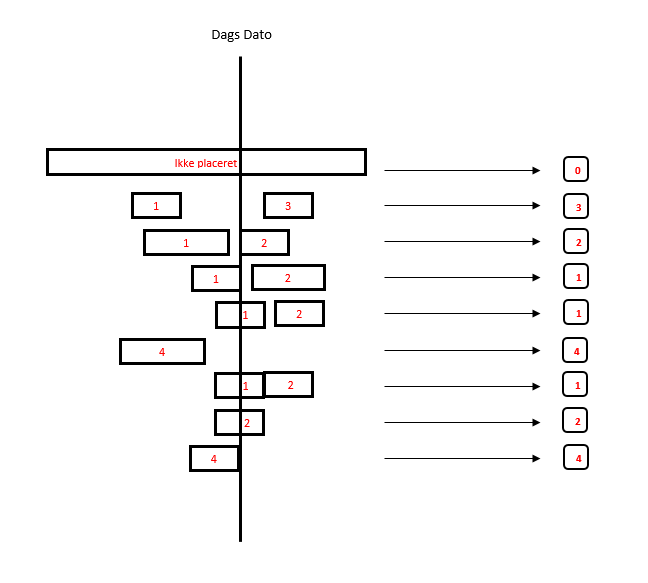 Dags Dato
Ikke placeret 0
1 3 3
1 2 2
1 2 1
1 2 1
4 4
1 2 1
2 2
4 4